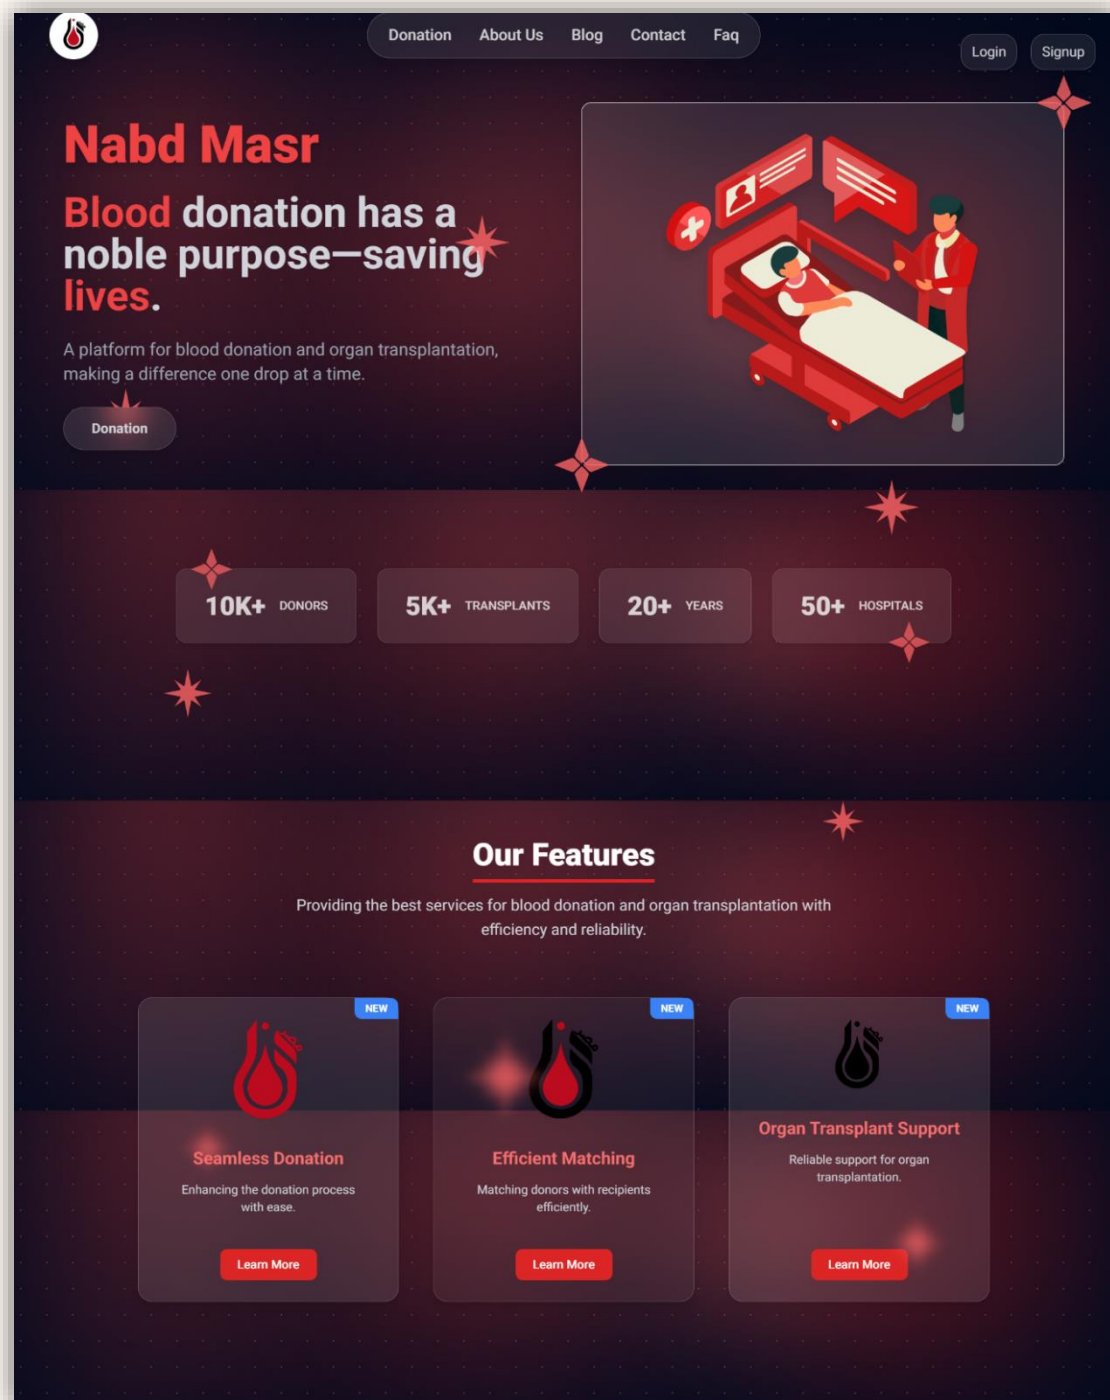 Donation About Us Blog Contact Faq
Login Signup
Nabd Masr
Blood donation has a
noble purpose—saving
lives.
A platform for blood donation and organ transplantation,
making a difference one drop at a time.
Donation
10K+ DONORS
5K+ TRANSPLANTS
20+ YEARS
50+ HOSPITALS
Our Features
Providing the best services for blood donation and organ transplantation with
efficiency and reliability.
NEW
Seamless Donation
Enhancing the donation process
with ease.
Learn More
NEW
Efficient Matching
Matching donors with recipients
efficiently.
Learn More
NEW
Organ Transplant Support
Reliable support for organ
transplantation.
Learn More